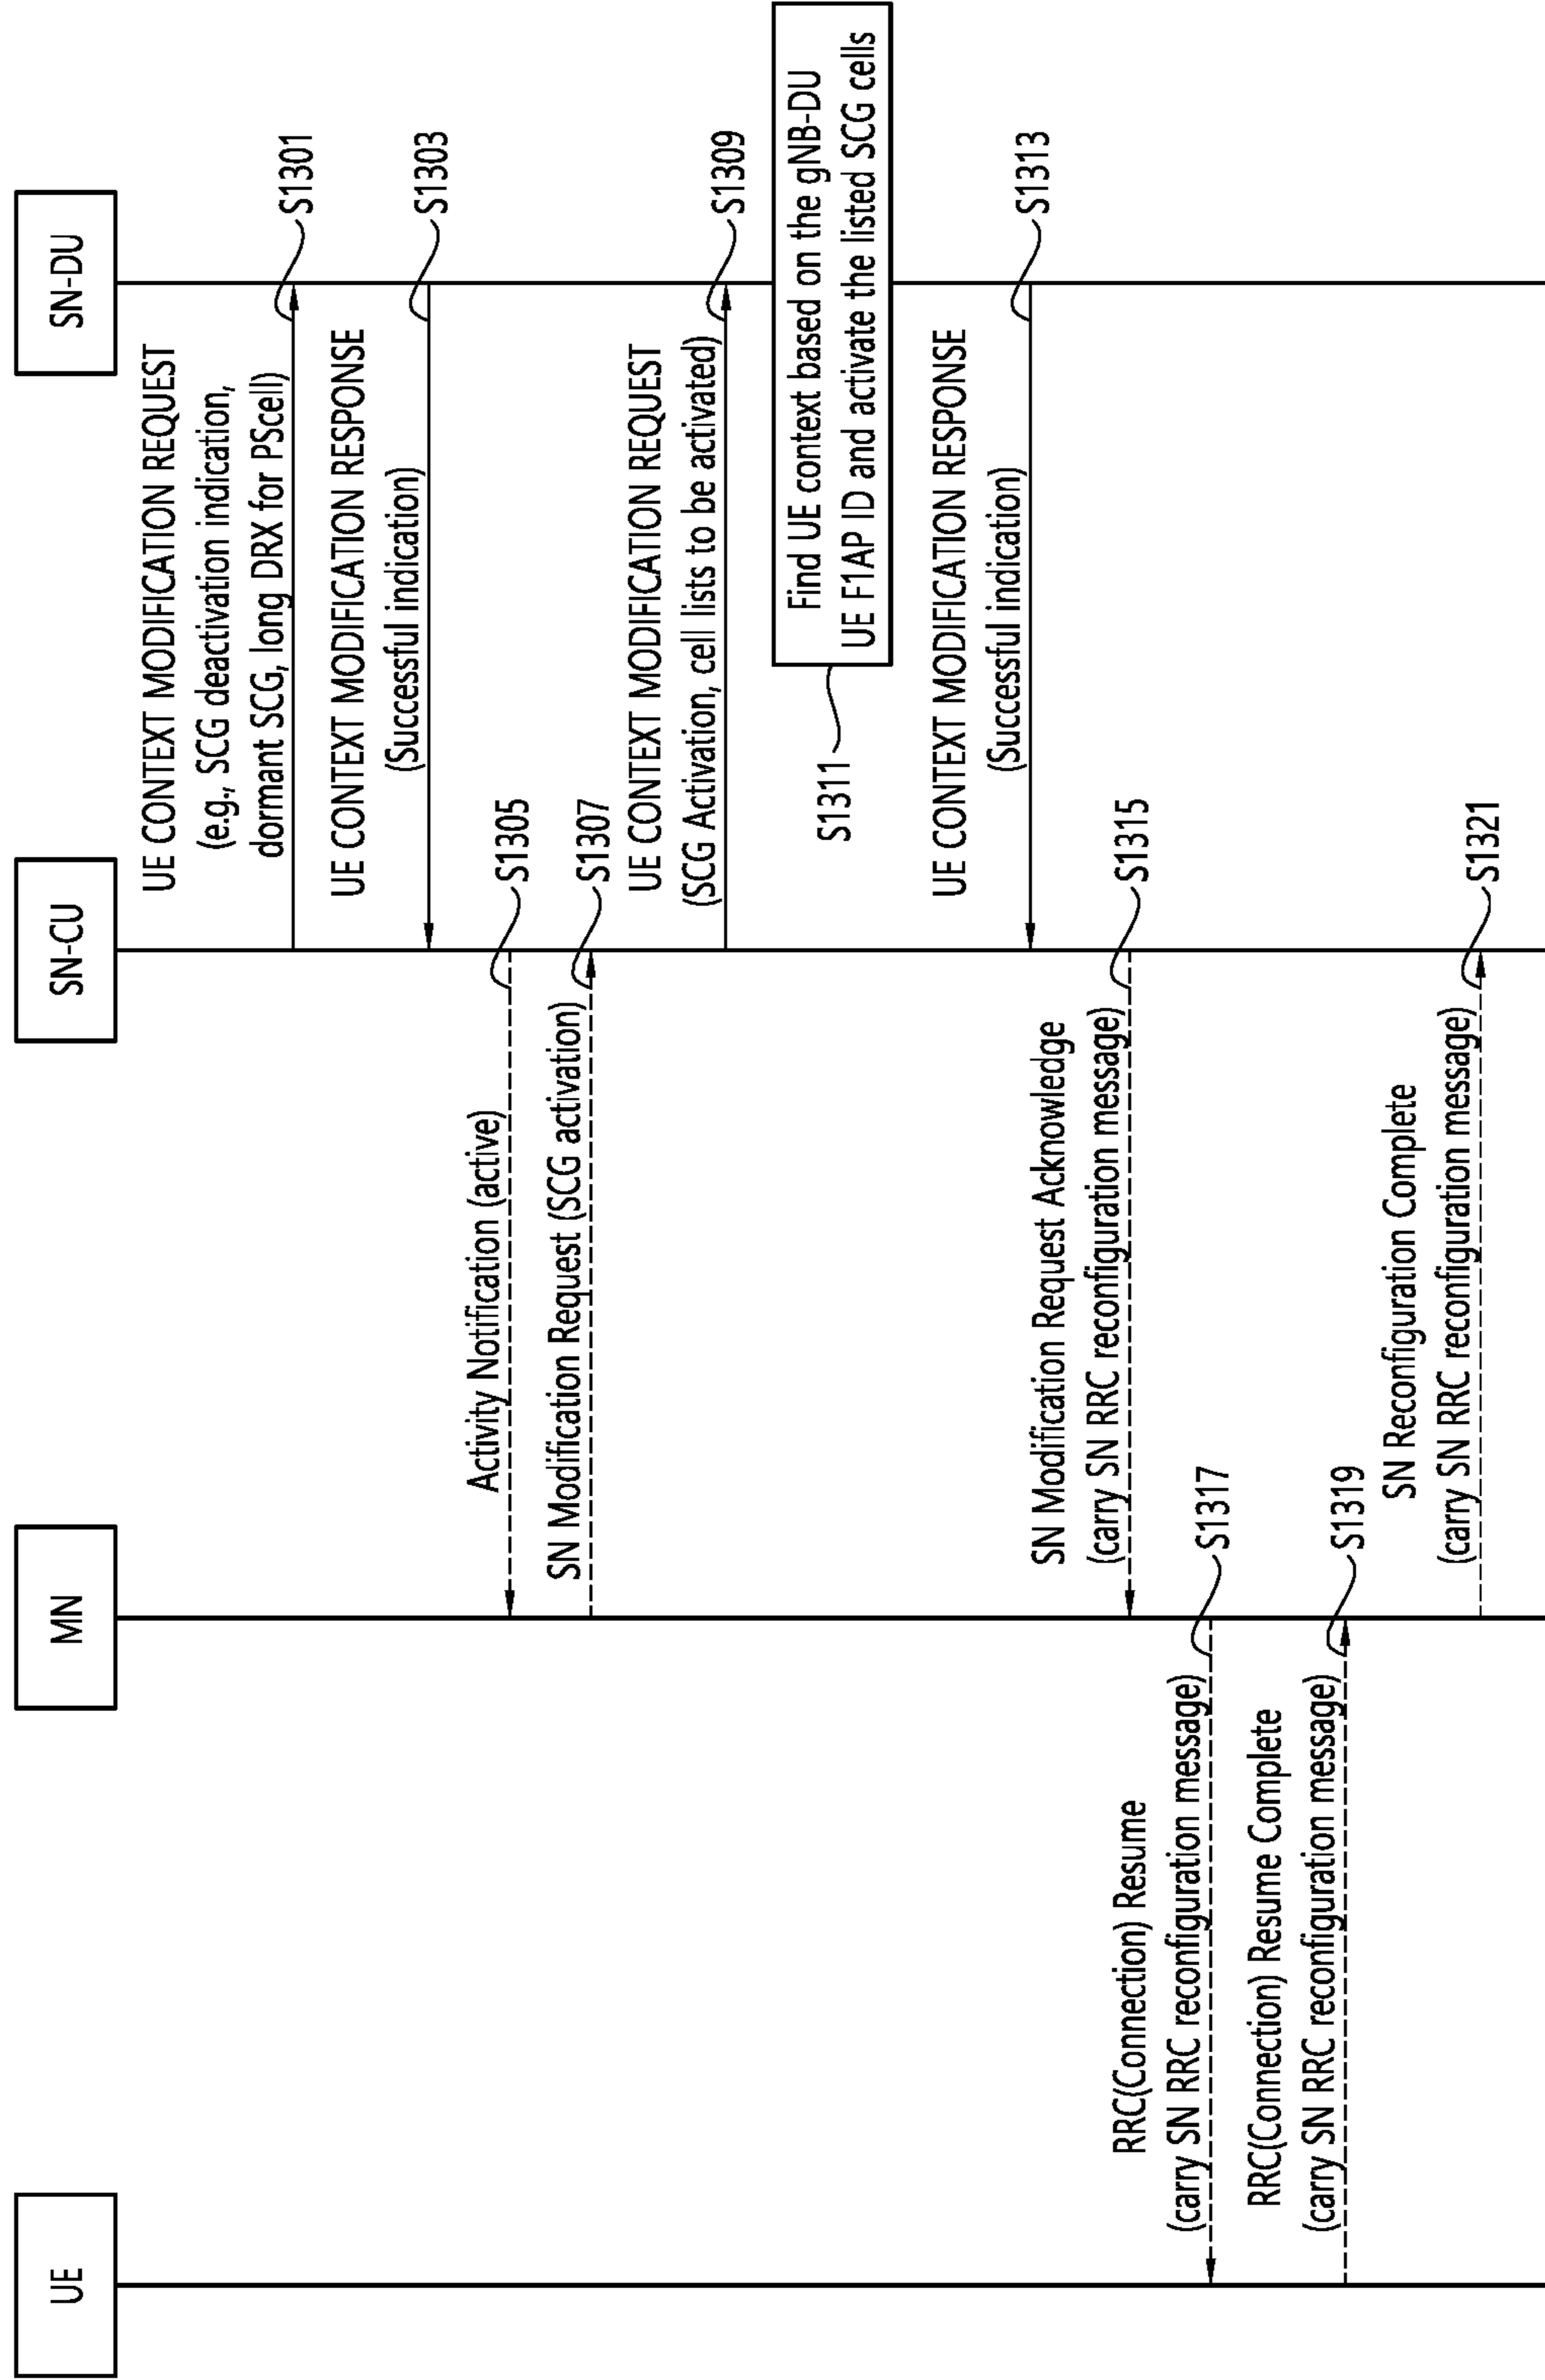 UE
MN
SN-CU
SN-DU
UE CONTEXT MODIFICATION REQUEST
(e.g., SCG deactivation indication,
dormant SCG, long DRX for PScell)
S1301
UE CONTEXT MODIFICATION RESPONSE
(Successful indication)
S1303
Activity Notification (active)
S1305
SN Modification Request (SCG activation)
S1307
UE CONTEXT MODIFICATION REQUEST
(SCG Activation, cell lists to be activated)
S1309
S1311
Find UE context based on the gNB-DU
UE F1AP ID and activate the listed SCG cells
UE CONTEXT MODIFICATION RESPONSE
(Successful indication)
S1313
SN Modification Request Acknowledge
(carry SN RRC reconfiguration message)
S1315
RRC(Connection) Resume
(carry SN RRC reconfiguration message)
S1317
RRC(Connection) Resume Complete
(carry SN RRC reconfiguration message)
S1319
SN Reconfiguration Complete
(carry SN RRC reconfiguration message)
S1321